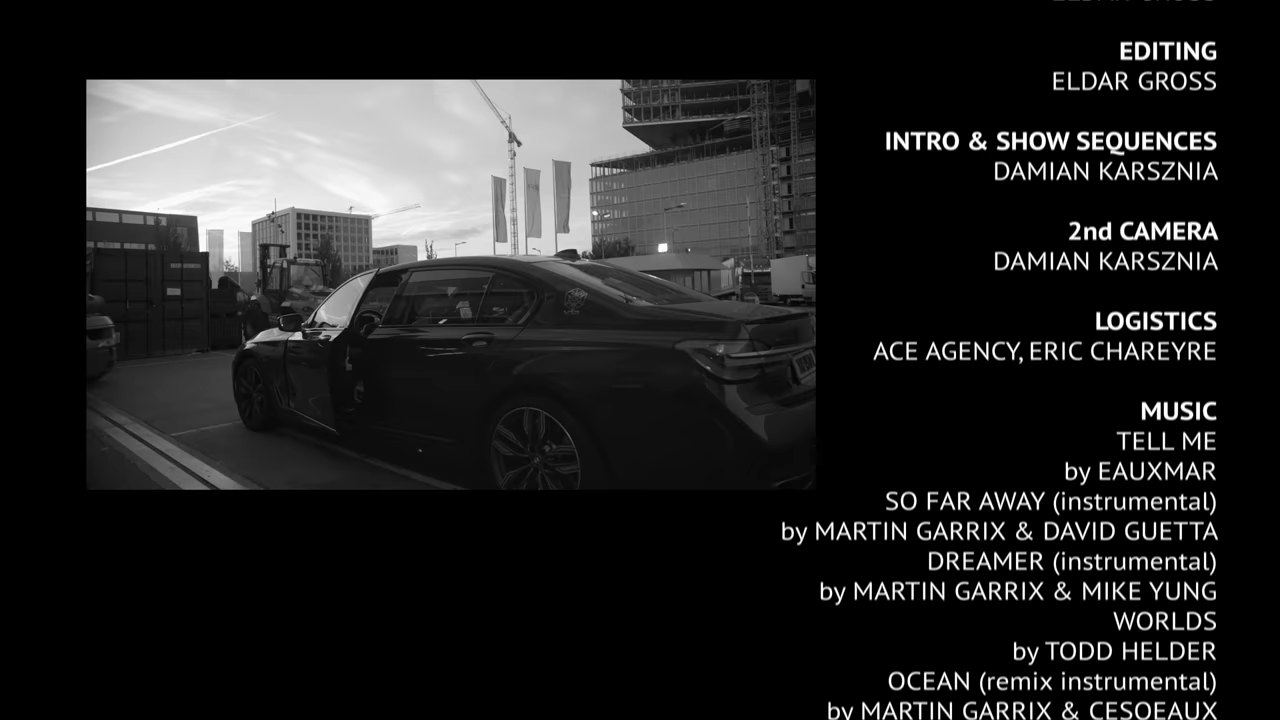 EDITING
ELDAR GROSS
INTRO & SHOW SEQUENCES
DAMIAN KARSZNIA
2nd CAMERA
DAMIAN KARSZNIA
LOGISTICS
ACE AGENCY, ERIC CHAREYRE
MUSIC
TELL ME
by EAUXMAR
SO FAR AWAY (instrumental)
by MARTIN GARRIX & DAVID GUETTA
DREAMER (instrumental)
by MARTIN GARRIX & MIKE YUNG
WORLDS
by TODD HELDER
OCEAN (remix instrumental)
by MARTIN GARRIX & CESQEAUX